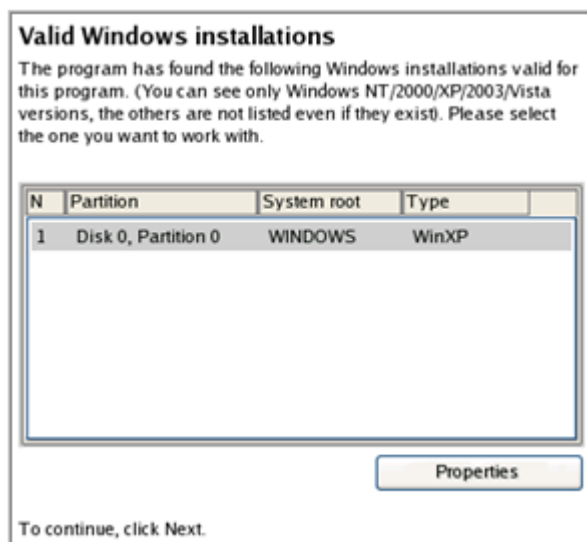 Valid Windows installations
The program has found the following Windows installations valid for
this program. (You can see only Windows NT/2000/XP/2003/Vista
versions, the others are not listed even if they exist). Please select
the one you want to work with.
N Partition System root Type
1 Disk 0, Partition 0 WINDOWS WinXP
Properties
To continue, click Next.